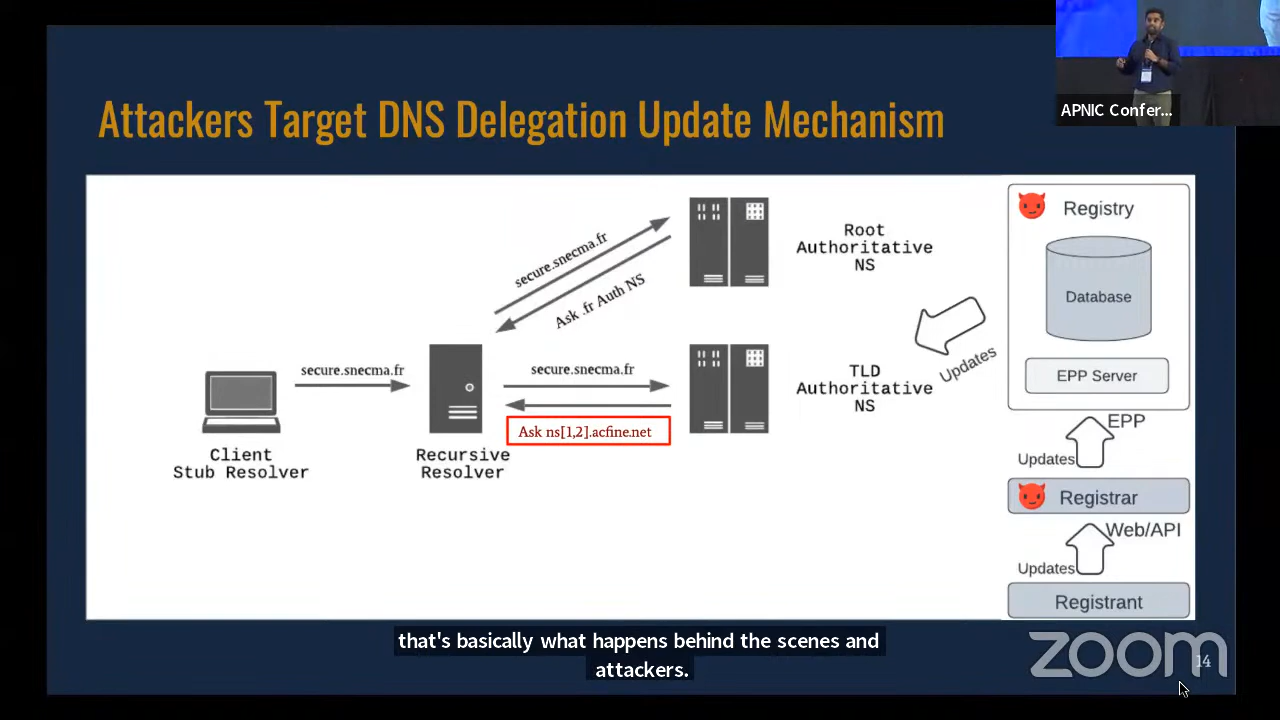 Attackers Target DNS Delegation Update Mechanism
APNIC Confer...
secure.snecma.fr
Ask .fr Auth NS
Root
Authoritative
NS
Registry
Database
EPP Server
Updates
secure.snecma.fr
secure.snecma.fr
Ask ns[1,2].acfine.net
TLD
Authoritative
NS
Client
Stub Resolver
Recursive
Resolver
EPP
Updates
Registrar
Web/API
Updates
Registrant
that's basically what happens behind the scenes and
attackers.
zoom
14